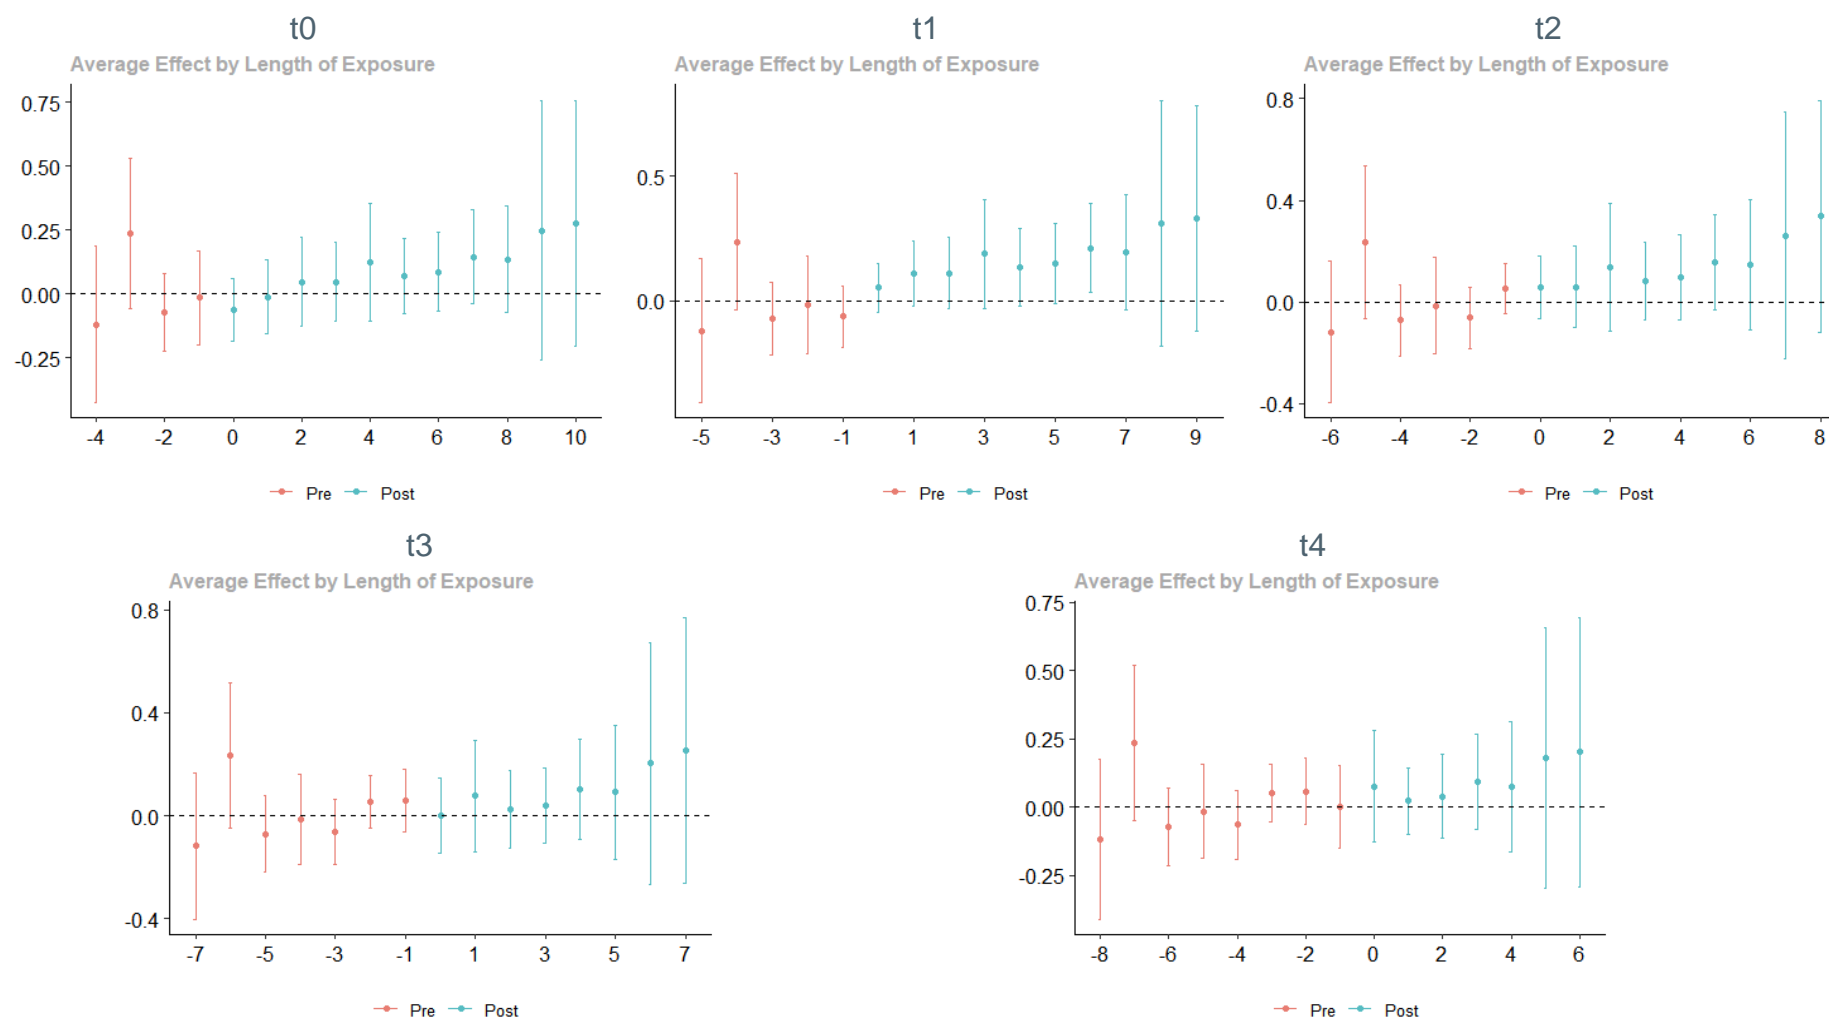 t0
Average Effect by Length of Exposure
0.75
0.50
0.25
0.00
-0.25
-4 -2 0 2 4 6 8 10
Pre Post
t1
Average Effect by Length of Exposure
0.5
0.0
-5 -3 -1 1 3 5 7 9
Pre Post
t2
Average Effect by Length of Exposure
0.8
0.4
0.0
-0.4
-6 -4 -2 0 2 4 6 8
Pre Post
t3
Average Effect by Length of Exposure
0.8
0.4
0.0
-0.4
-7 -5 -3 -1 1 3 5 7
Pre Post
t4
Average Effect by Length of Exposure
0.75
0.50
0.25
0.00
-0.25
-8 -6 -4 -2 0 2 4 6
Pre Post